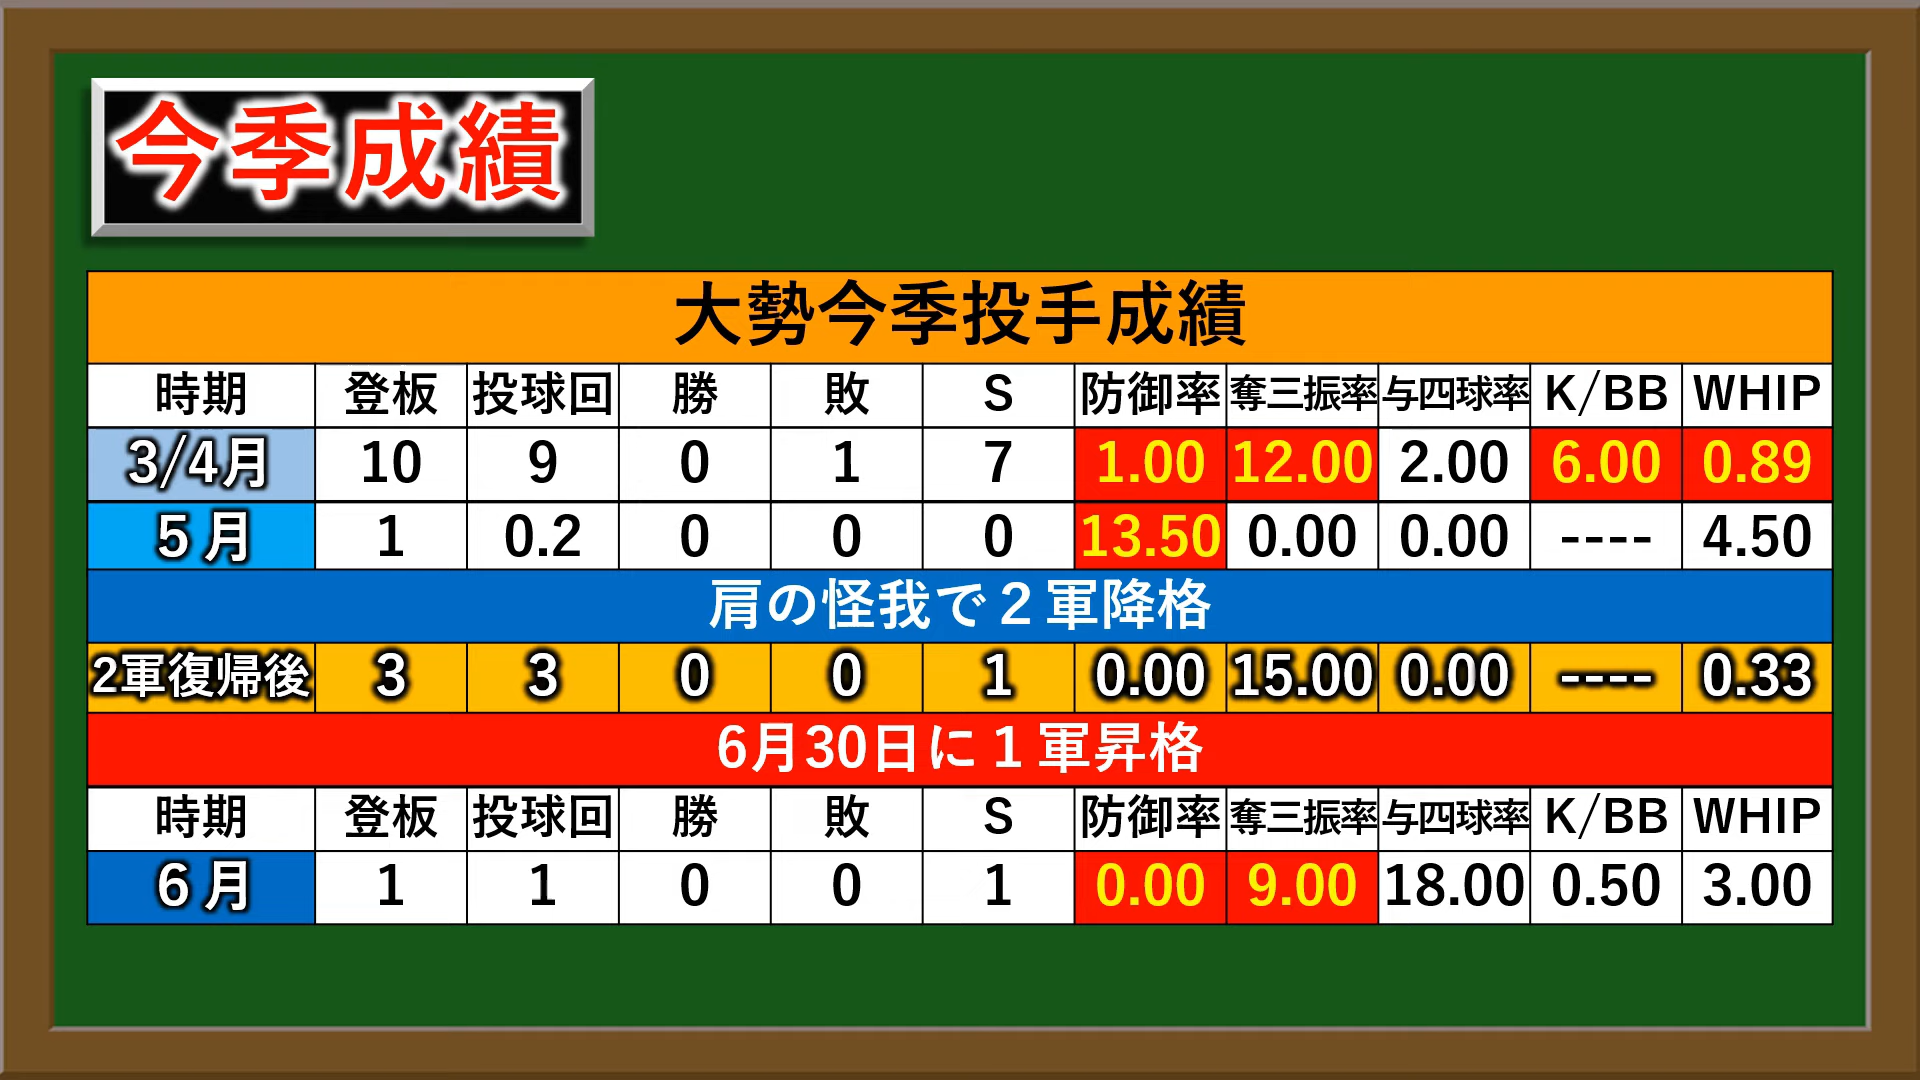 今季成績
大勢今季投手成績
時期 登板 投球回 勝 敗 S 防御率 奪三振率 与四球率 K/BB WHIP
3/4月 10 9 0 1 7 1.00 12.00 2.00 6.00 0.89
5月 1 0.2 0 0 0 13.50 0.00 0.00 ---- 4.50
肩の怪我で2軍降格
2軍復帰後 3 3 0 0 1 0.00 15.00 0.00 ---- 0.33
6月30日に1軍昇格
時期 登板 投球回 勝 敗 S 防御率 奪三振率 与四球率 K/BB WHIP
6月 1 1 0 0 1 0.00 9.00 18.00 0.50 3.00